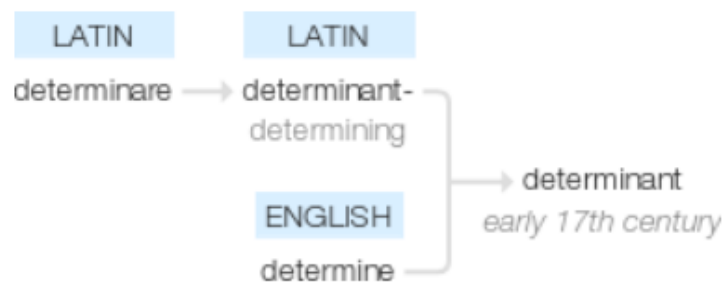 LATIN LATIN
determinare determinant-
determining
determinant
ENGLISH early 17th century
determine